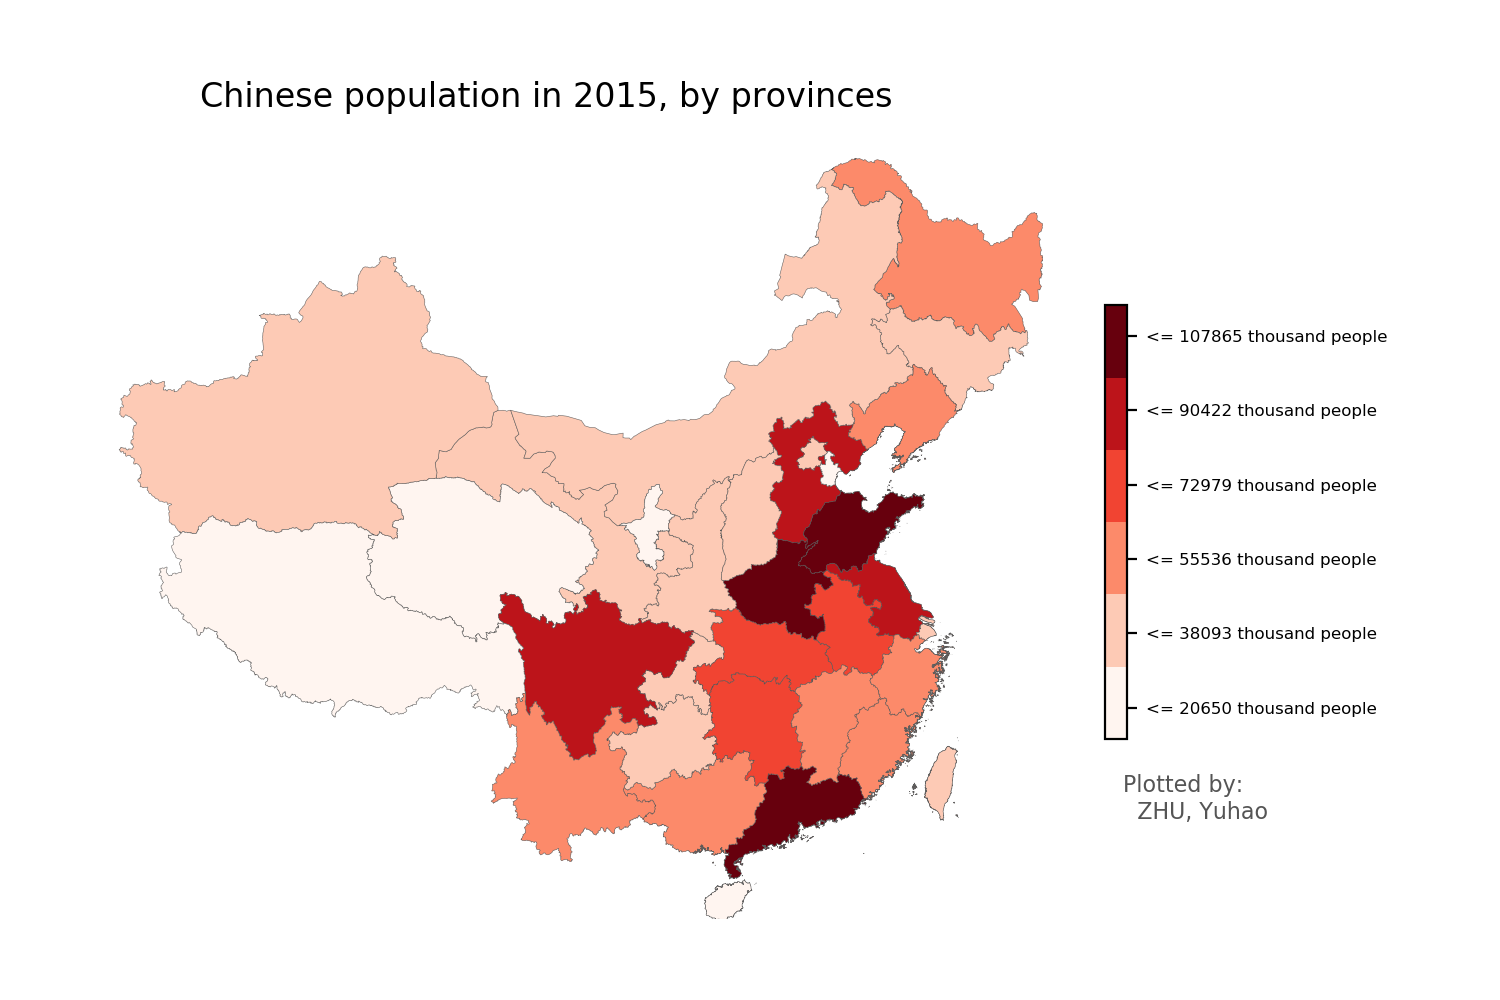 Chinese population in 2015, by provinces
<= 107865 thousand people
<= 90422 thousand people
<= 72979 thousand people
<= 55536 thousand people
<= 38093 thousand people
<= 20650 thousand people
Plotted by:
ZHU, Yuhao